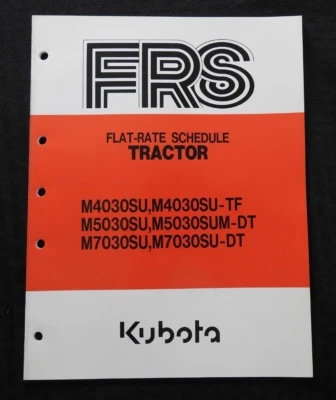 FRS
FLAT-RATE SCHEDULE
TRACTOR
M4030SU,M4030SU-TF
M5030SU,M5030SUM-DT
M7030SU,M7030SU-DT
Kubota